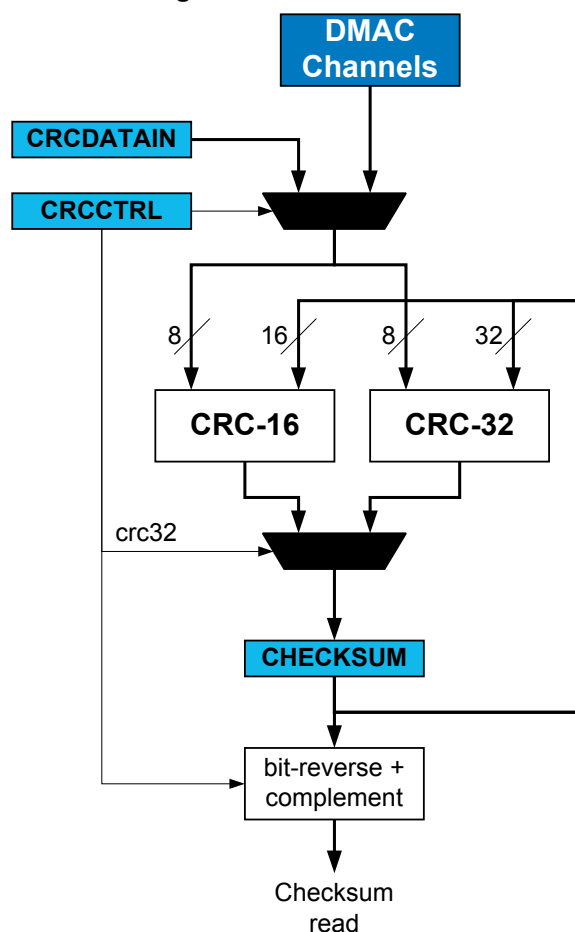 DMAC
Channels
CRCDATAIN
CRCCTRL
8
16
8
32
CRC-16
CRC-32
crc32
CHECKSUM
bit-reverse +
complement
Checksum
read